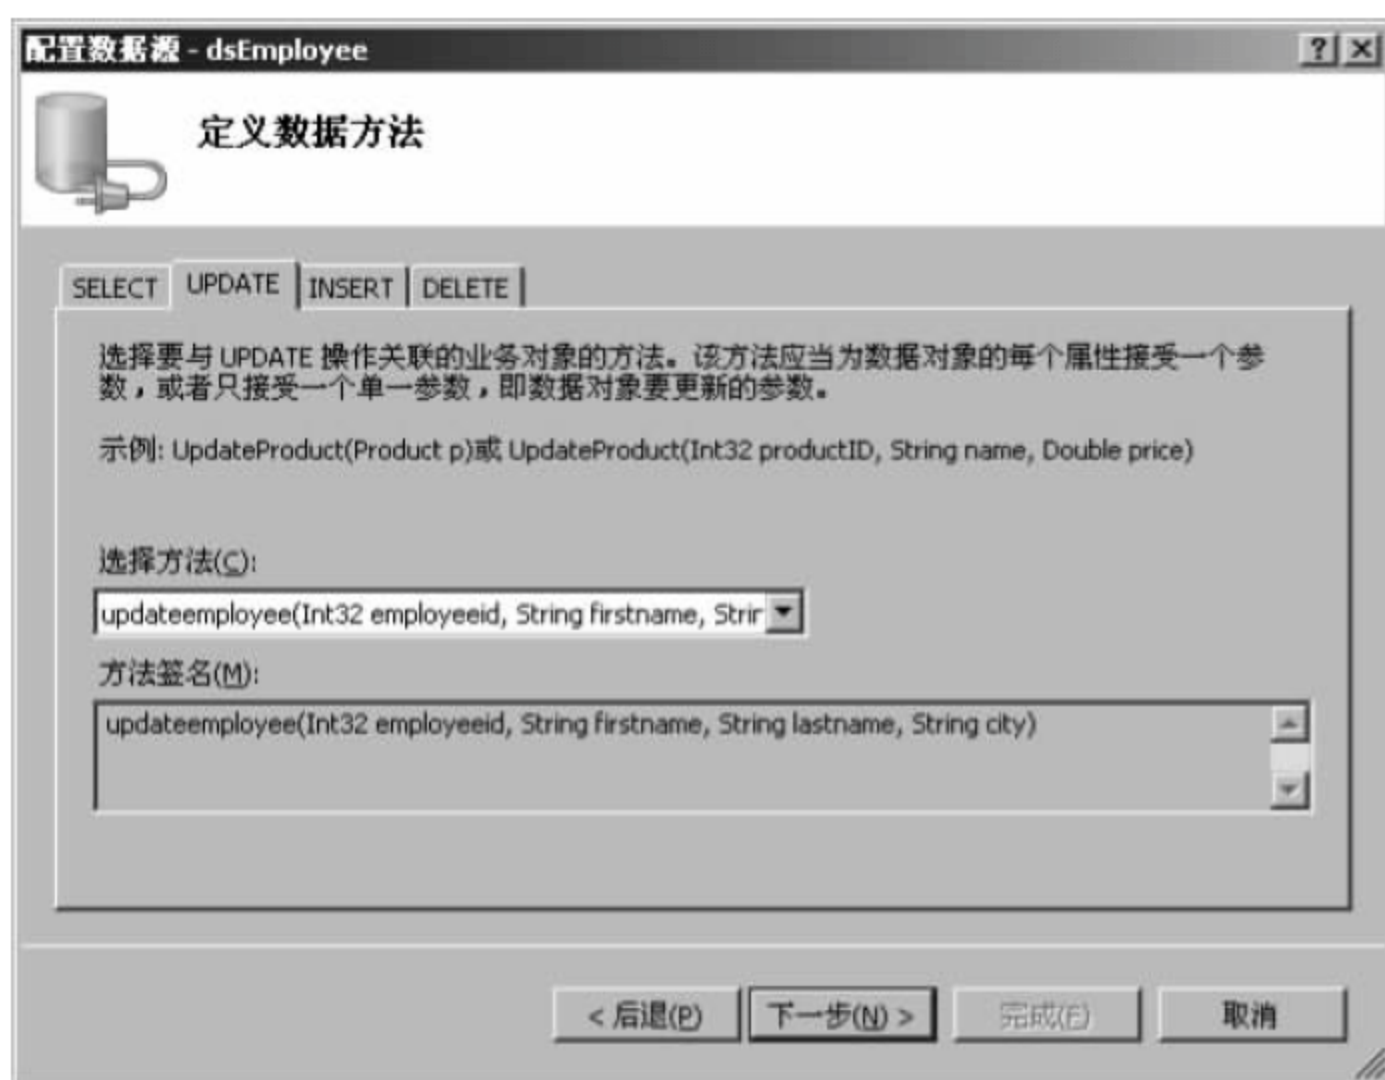 配置数据源 - dsEmployee
定义数据方法
SELECT UPDATE INSERT DELETE
选择要与 UPDATE 操作关联的业务对象的方法。该方法应当为数据对象的每个属性接受一个参
数，或者只接受一个单一参数，即数据对象要更新的参数。
示例: UpdateProduct(Product p)或 UpdateProduct(Int32 productID, String name, Double price)
选择方法(C):
updateemployee(Int32 employeeid, String firstname, Strin
方法签名(M):
updateemployee(Int32 employeeid, String firstname, String lastname, String city)
< 后退(P) 下一步(N) > 完成(F) 取消